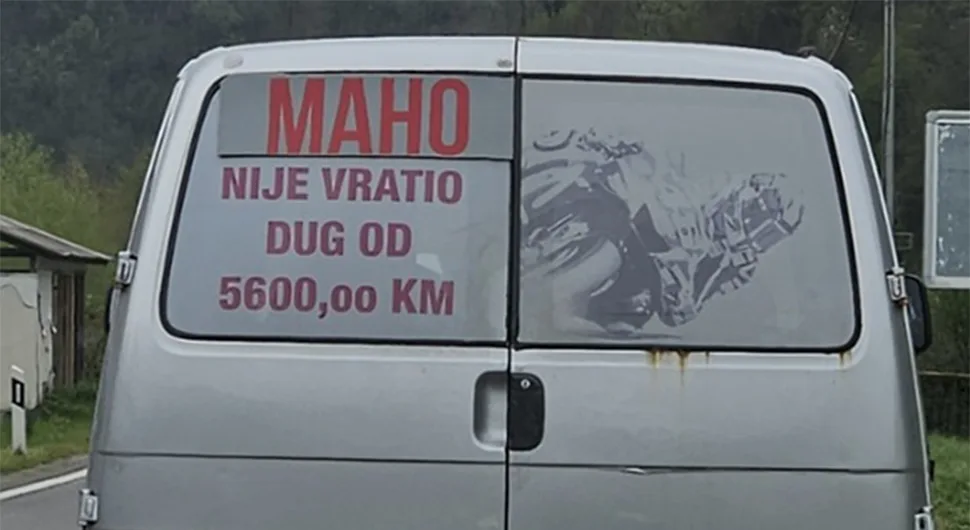 MAHO
NIJE VRATIO
DUG OD
5600,oo KM